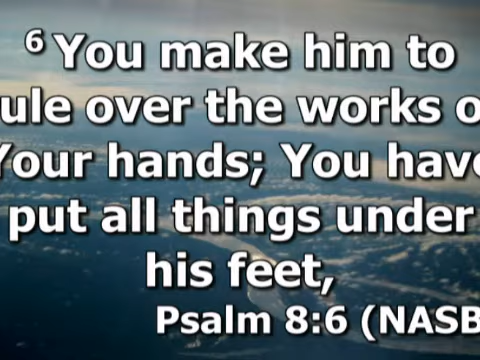 6 You make him to
ule over the works o
Your hands; You have
put all things under
his feet,
Psalm 8:6 (NASB